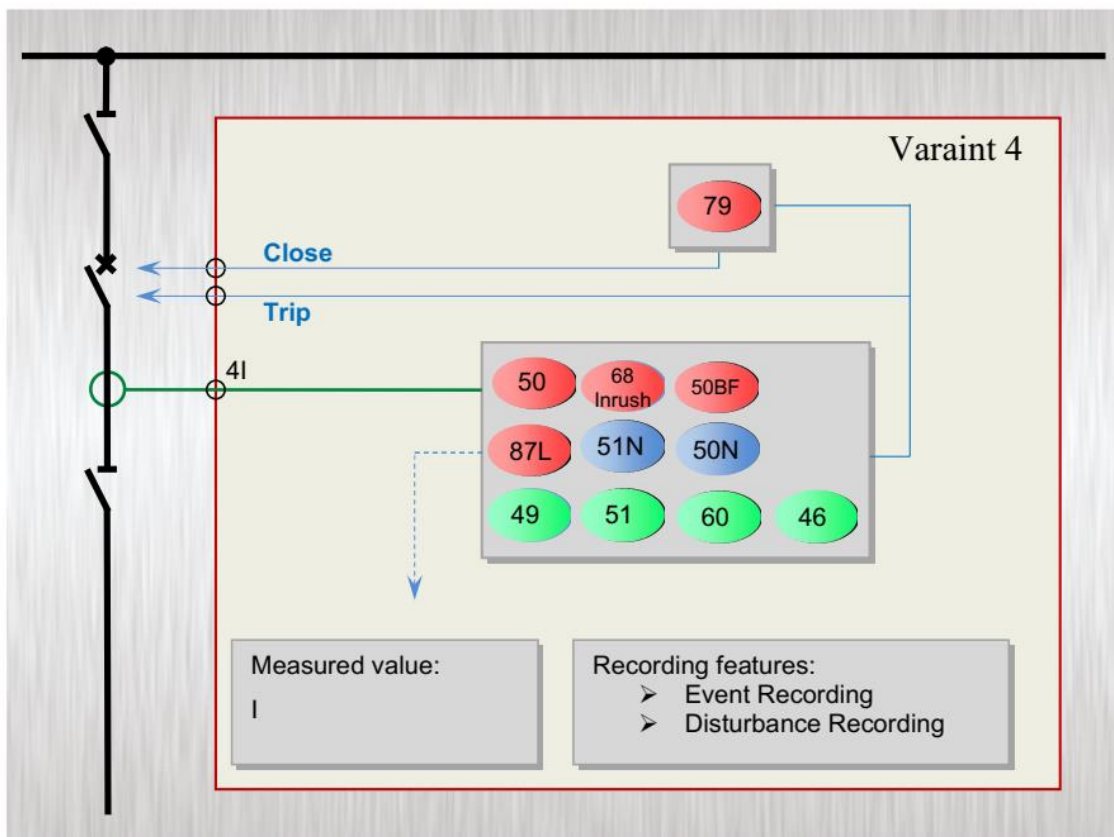 Varaint 4
79
Close
Trip
4I
50
68
Inrush
50BF
87L
51N
50N
49
51
60
46
Measured value:
I
Recording features:
➢ Event Recording
➢ Disturbance Recording